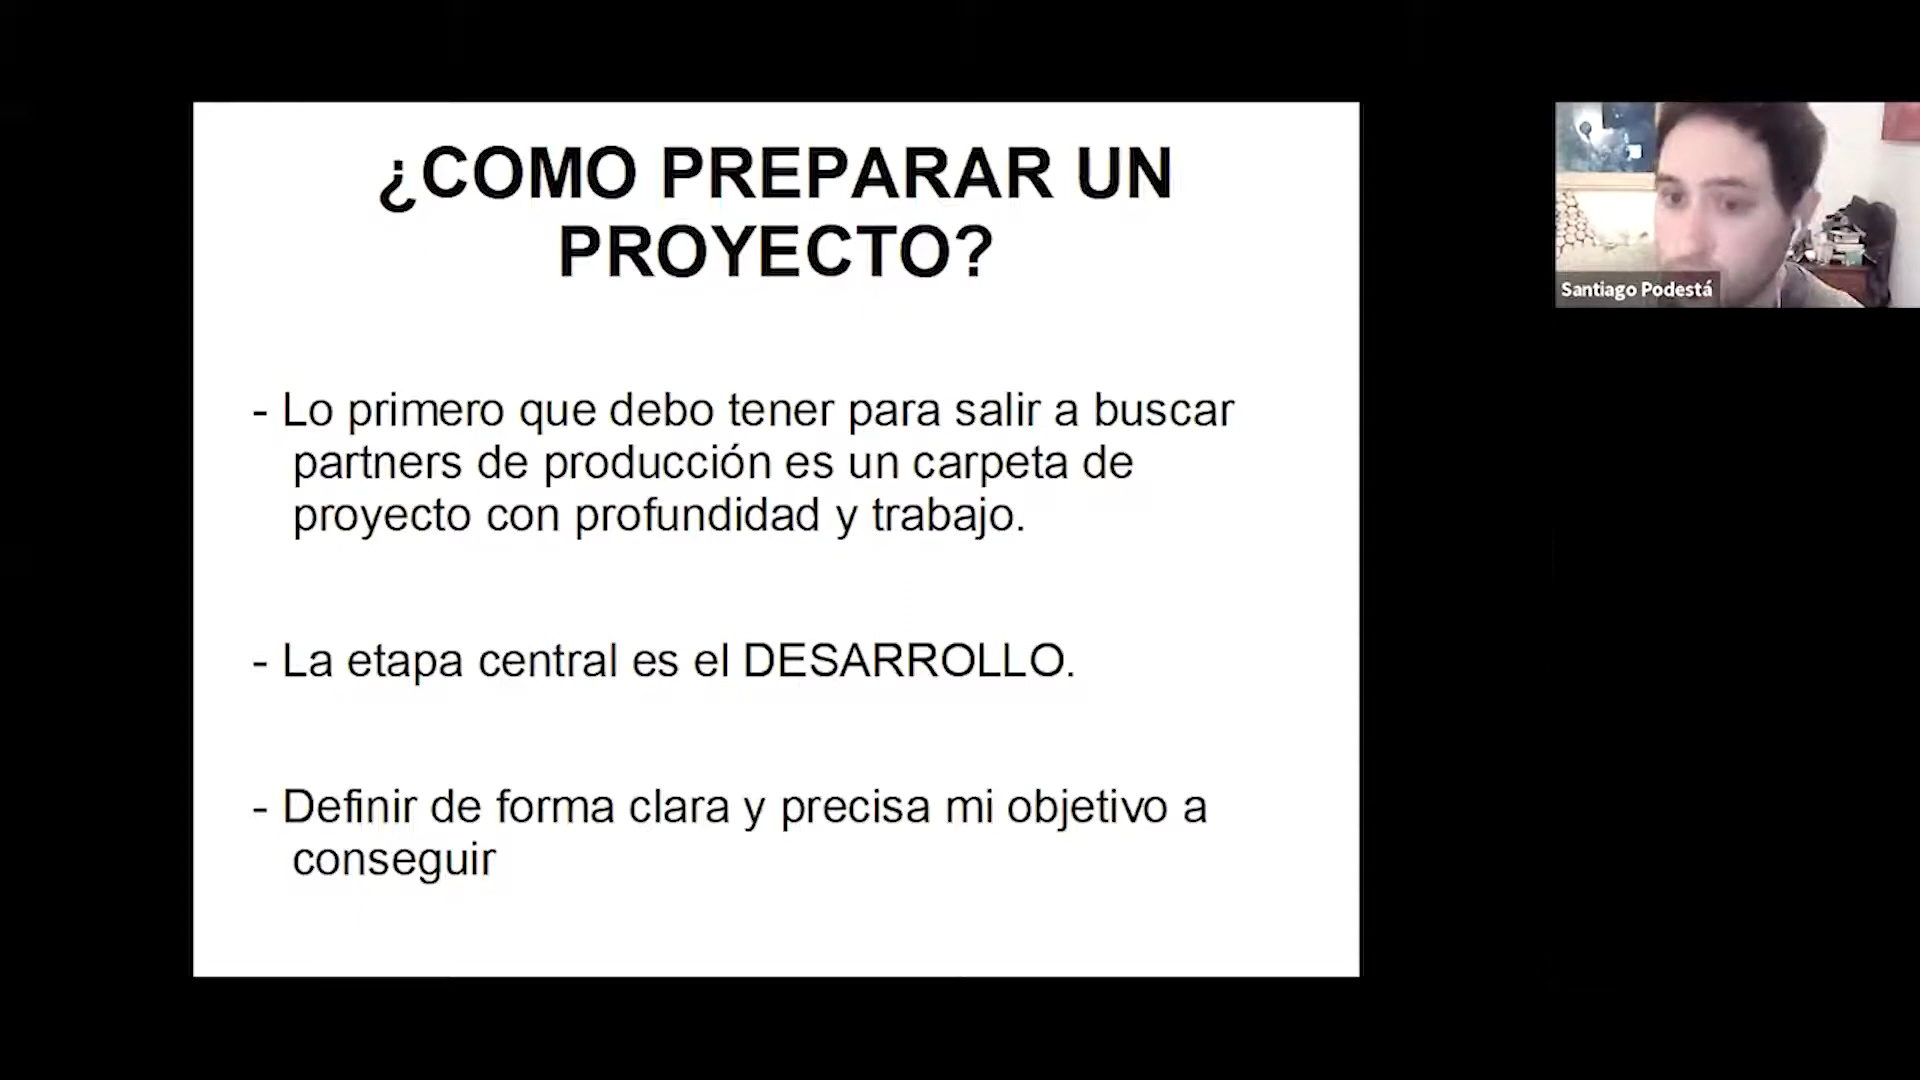 ¿COMO PREPARAR UN
PROYECTO?
- Lo primero que debo tener para salir a buscar
partners de producción es un carpeta de
proyecto con profundidad y trabajo.
- La etapa central es el DESARROLLO.
- Definir de forma clara y precisa mi objetivo a
conseguir
Santiago Podestá